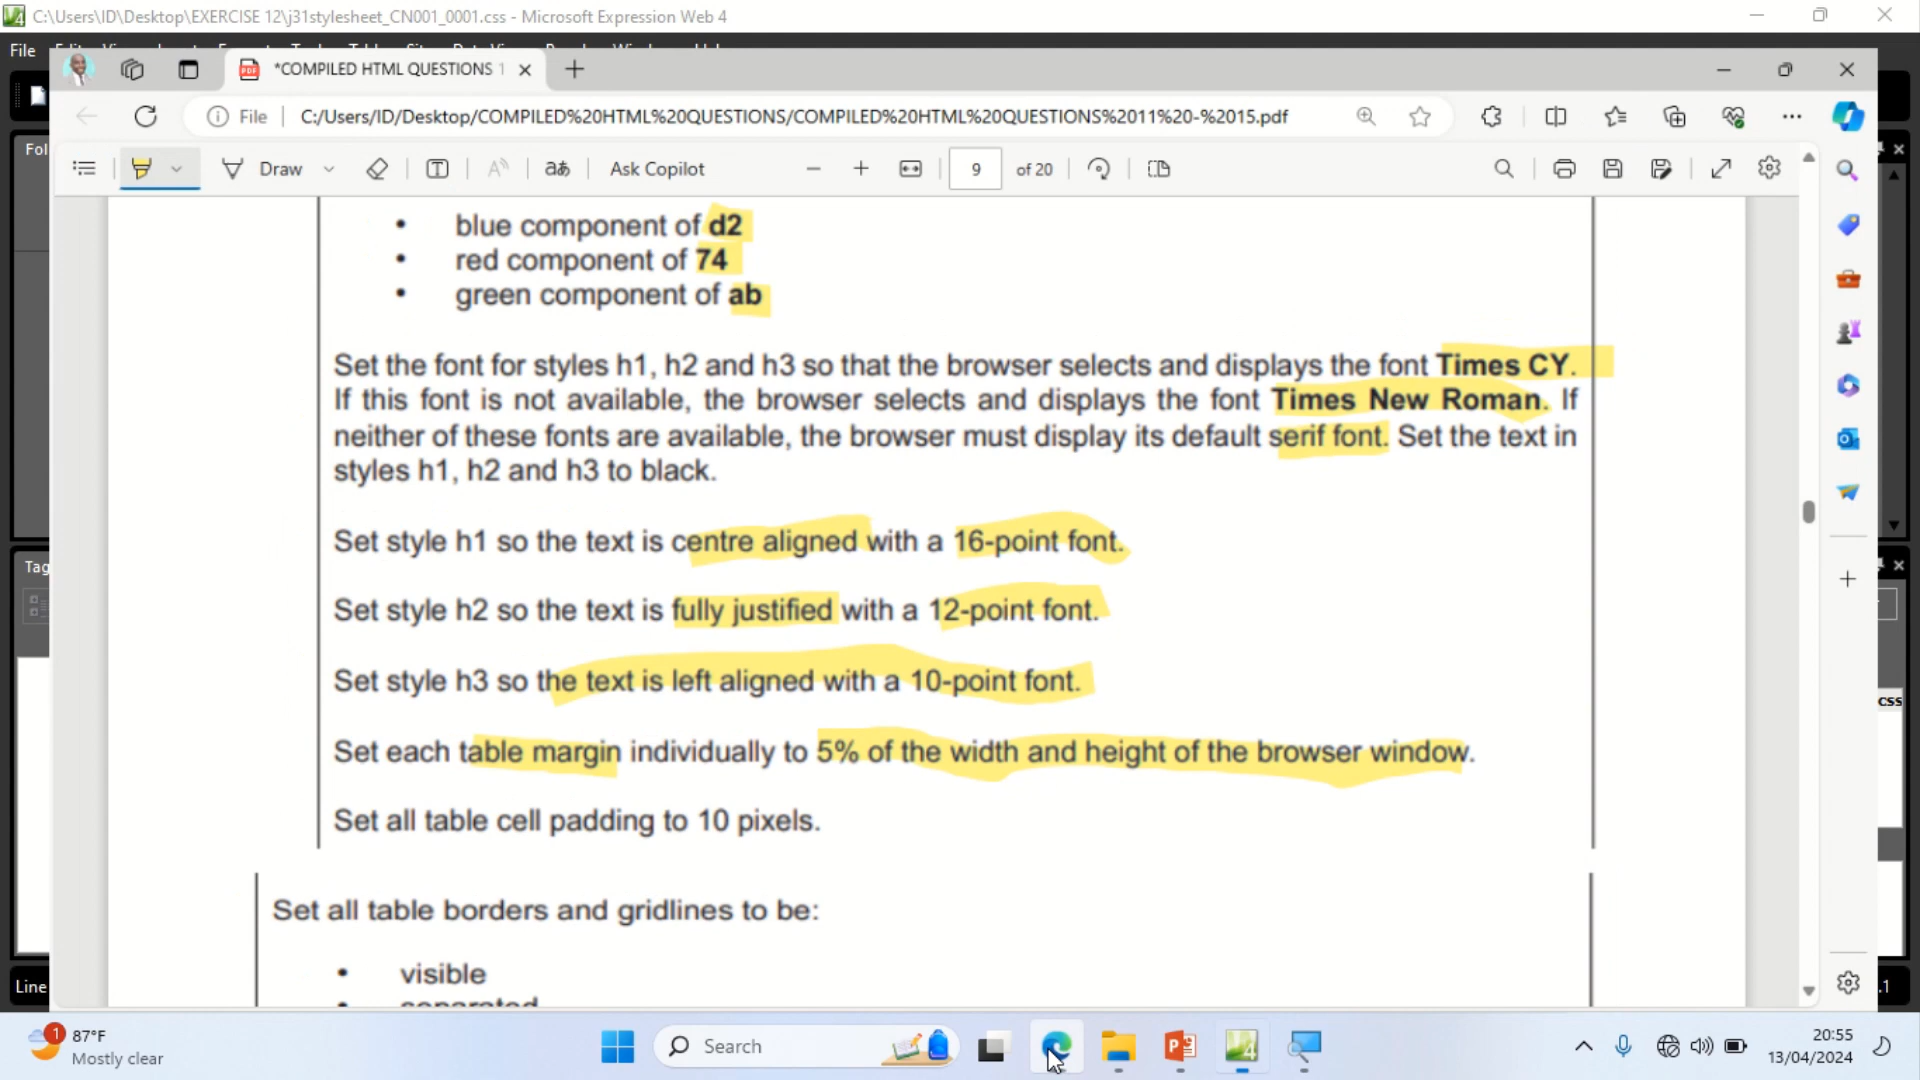 C:\Users\ID\Desktop\EXERCISE 12\j31stylesheet_CN001_0001.css - Microsoft Expression Web 4
File
*COMPILED HTML QUESTIONS 1
File
C:/Users/ID/Desktop/COMPILED%20HTML%20QUESTIONS/COMPILED%20HTML%20QUESTIONS%2011%20-%2015.pdf
Fol
Draw
Ask Copilot
9
of 20
• blue component of d2
• red component of 74
• green component of ab
Set the font for styles h1, h2 and h3 so that the browser selects and displays the font Times CY.
If this font is not available, the browser selects and displays the font Times New Roman. If
neither of these fonts are available, the browser must display its default serif font. Set the text in
styles h1, h2 and h3 to black.
Set style h1 so the text is centre aligned with a 16-point font.
Set style h2 so the text is fully justified with a 12-point font.
Tag
Set style h3 so the text is left aligned with a 10-point font.
css
Set each table margin individually to 5% of the width and height of the browser window.
Set all table cell padding to 10 pixels.
Set all table borders and gridlines to be:
• visible
• separated
Line
.1
1
87°F
Mostly clear
Search
20:55
13/04/2024